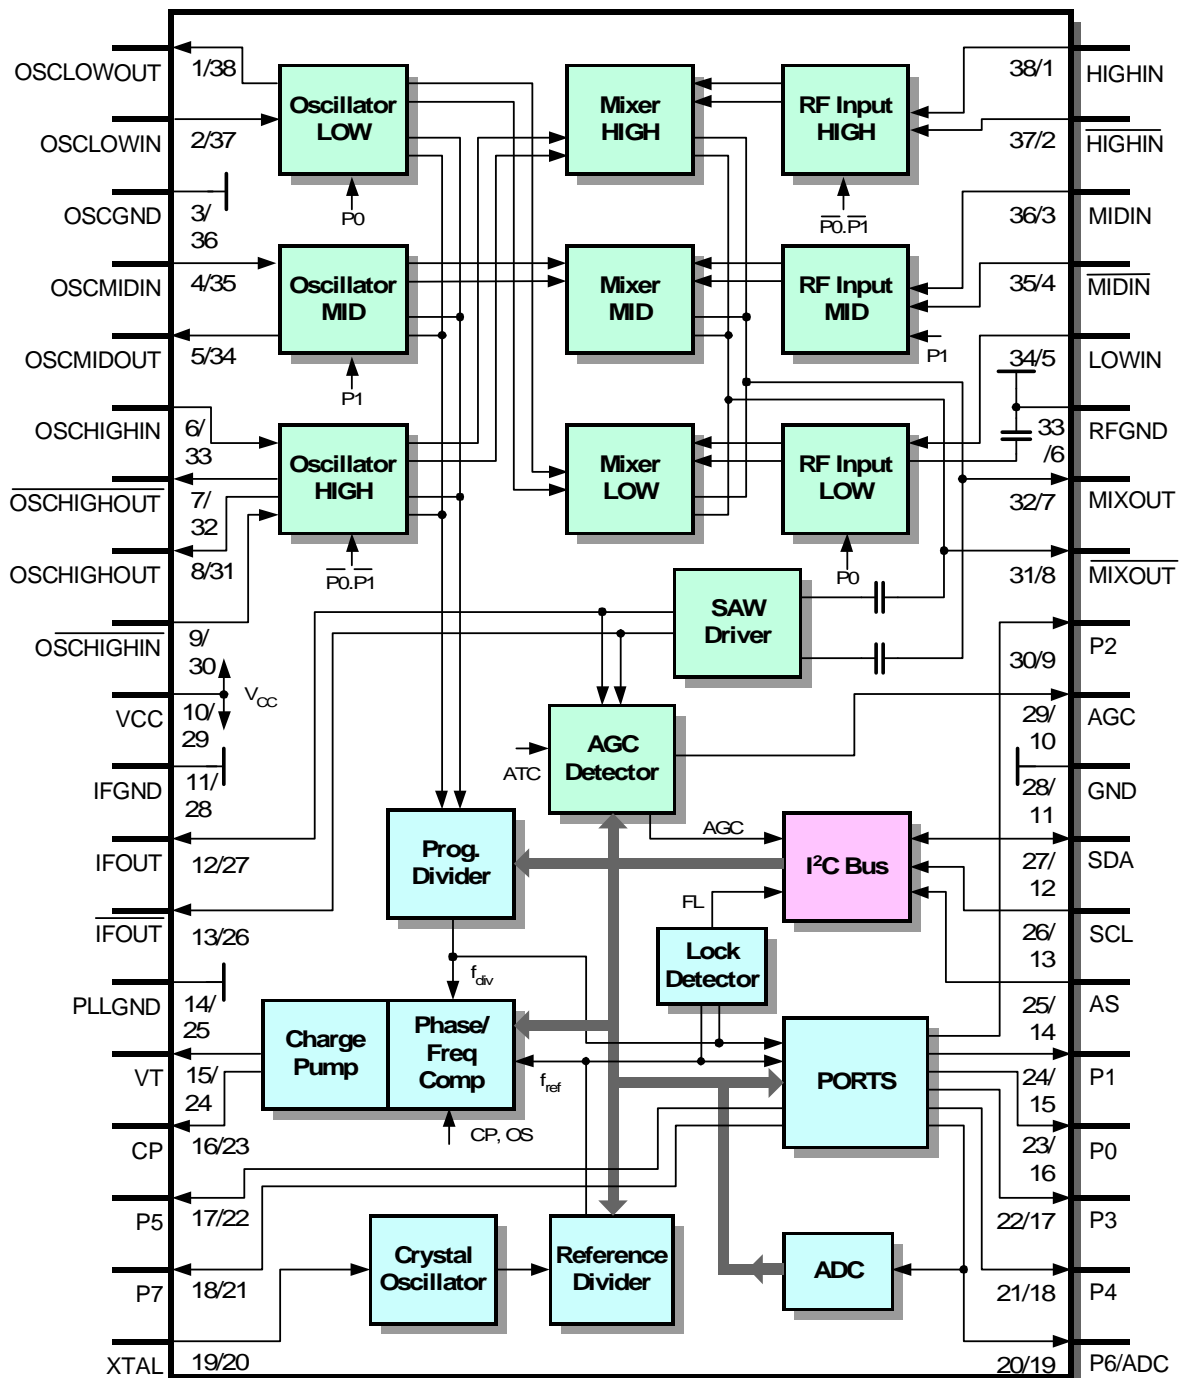 OSCLOWOUT
1/38
OSCLOWIN
2/37
OSCGND
3/
36
OSCMIDIN
4/35
OSCMIDOUT
5/34
OSCHIGHIN
6/
33
OSCHIGHOUT
7/
32
OSCHIGHOUT
8/31
OSCHIGHIN
9/
30
VCC
10/
29
VCC
IFGND
11/
28
IFOUT
12/27
IFOUT
13/26
PLLGND
14/
25
VT
15/
24
CP
16/23
P5
17/22
P7
18/21
XTAL
19/20
Oscillator
LOW
P0
Oscillator
MID
P1
Oscillator
HIGH
P0.P1
Mixer
HIGH
Mixer
MID
Mixer
LOW
RF Input
HIGH
P0.P1
RF Input
MID
P1
RF Input
LOW
P0
SAW
Driver
AGC
Detector
ATC
AGC
Prog.
Divider
I²C Bus
FL
Lock
Detector
fdiv
Charge
Pump
Phase/
Freq
Comp
fref
CP, OS
PORTS
Crystal
Oscillator
Reference
Divider
ADC
38/1
HIGHIN
37/2
HIGHIN
36/3
MIDIN
35/4
MIDIN
34/5
LOWIN
33
/6
RFGND
32/7
MIXOUT
31/8
MIXOUT
30/9
P2
29/
10
AGC
28/
11
GND
27/
12
SDA
26/
13
SCL
25/
14
AS
24/
15
P1
23/
16
P0
22/17
P3
21/18
P4
20/19
P6/ADC